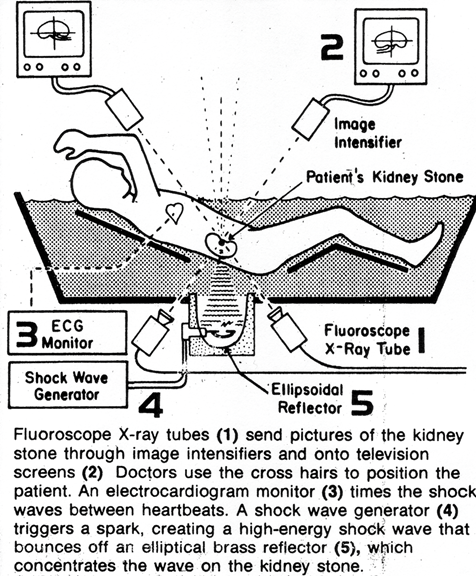 2
Image
Intensifier
Patient's Kidney Stone
3 ECG
Monitor
Fluoroscope
X-Ray Tube 1
Shock Wave
Generator
4
Ellipsoidal
Reflector 5
Fluoroscope X-ray tubes (1) send pictures of the kidney
stone through image intensifiers and onto television
screens (2) Doctors use the cross hairs to position the
patient. An electrocardiogram monitor (3) times the shock
waves between heartbeats. A shock wave generator (4)
triggers a spark, creating a high-energy shock wave that
bounces off an elliptical brass reflector (5), which
concentrates the wave on the kidney stone.